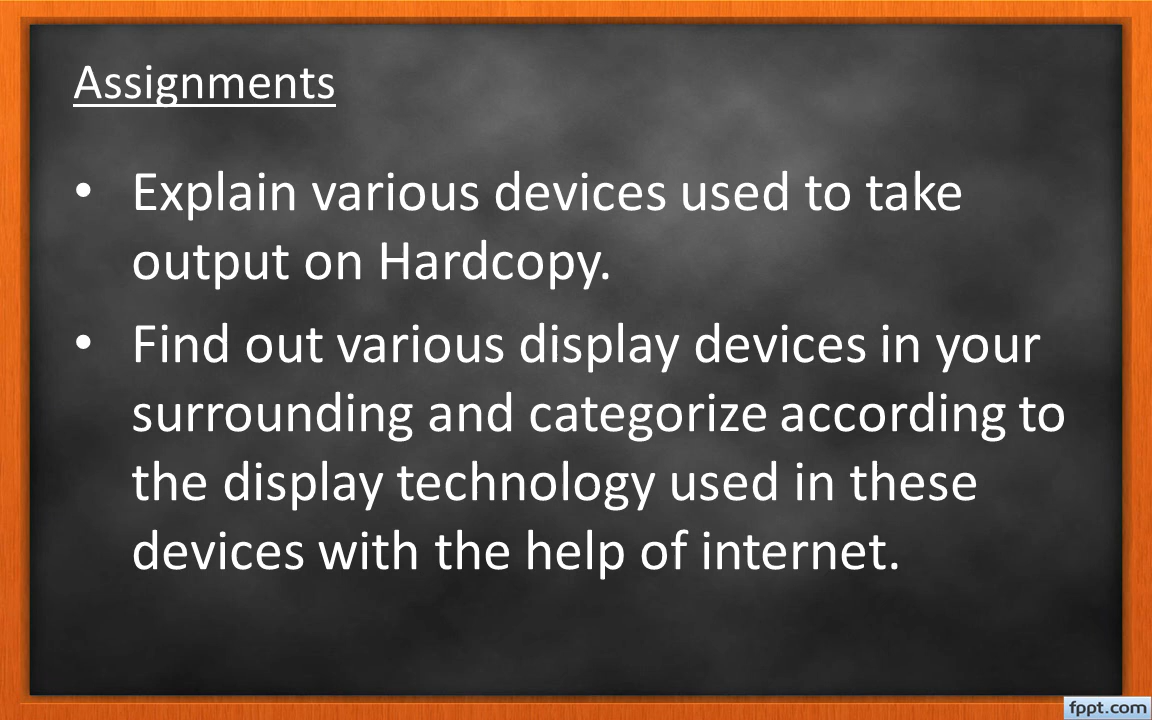 Assignments
• Explain various devices used to take
output on Hardcopy.
• Find out various display devices in your
surrounding and categorize according to
the display technology used in these
devices with the help of internet.
fppt.com